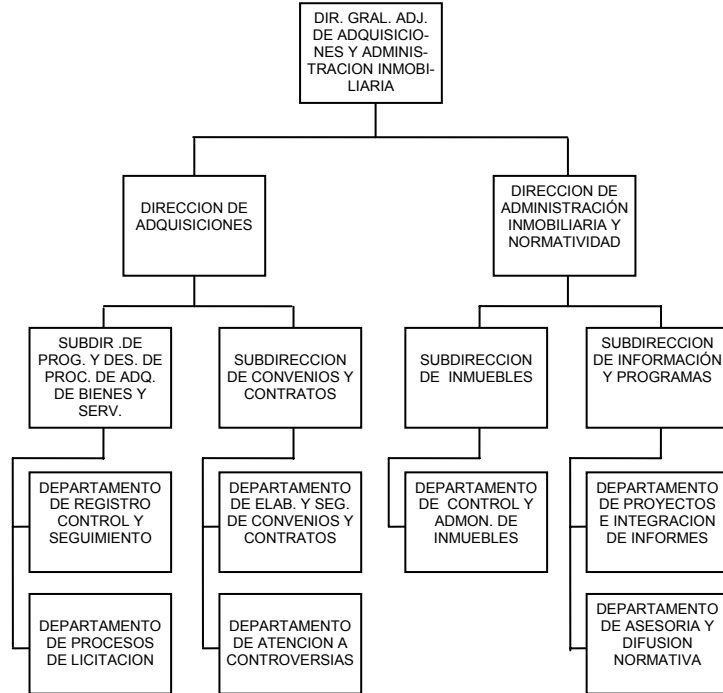 DIR. GRAL. ADJ.
DE ADQUISICIO-
NES Y ADMINIS-
TRACION INMOBI-
LIARIA
DIRECCION DE
ADQUISICIONES
DIRECCION DE
ADMINISTRACIÓN
INMOBILIARIA Y
NORMATIVIDAD
SUBDIR .DE
PROG. Y DES. DE
PROC. DE ADQ.
DE BIENES Y
SERV.
SUBDIRECCION
DE CONVENIOS Y
CONTRATOS
SUBDIRECCION
DE INMUEBLES
SUBDIRECCION
DE INFORMACIÓN
Y PROGRAMAS
DEPARTAMENTO
DE REGISTRO
CONTROL Y
SEGUIMIENTO
DEPARTAMENTO
DE ELAB. Y SEG.
DE CONVENIOS Y
CONTRATOS
DEPARTAMENTO
DE CONTROL Y
ADMON. DE
INMUEBLES
DEPARTAMENTO
DE PROYECTOS
E INTEGRACION
DE INFORMES
DEPARTAMENTO
DE PROCESOS
DE LICITACION
DEPARTAMENTO
DE ATENCION A
CONTROVERSIAS
DEPARTAMENTO
DE ASESORIA Y
DIFUSION
NORMATIVA